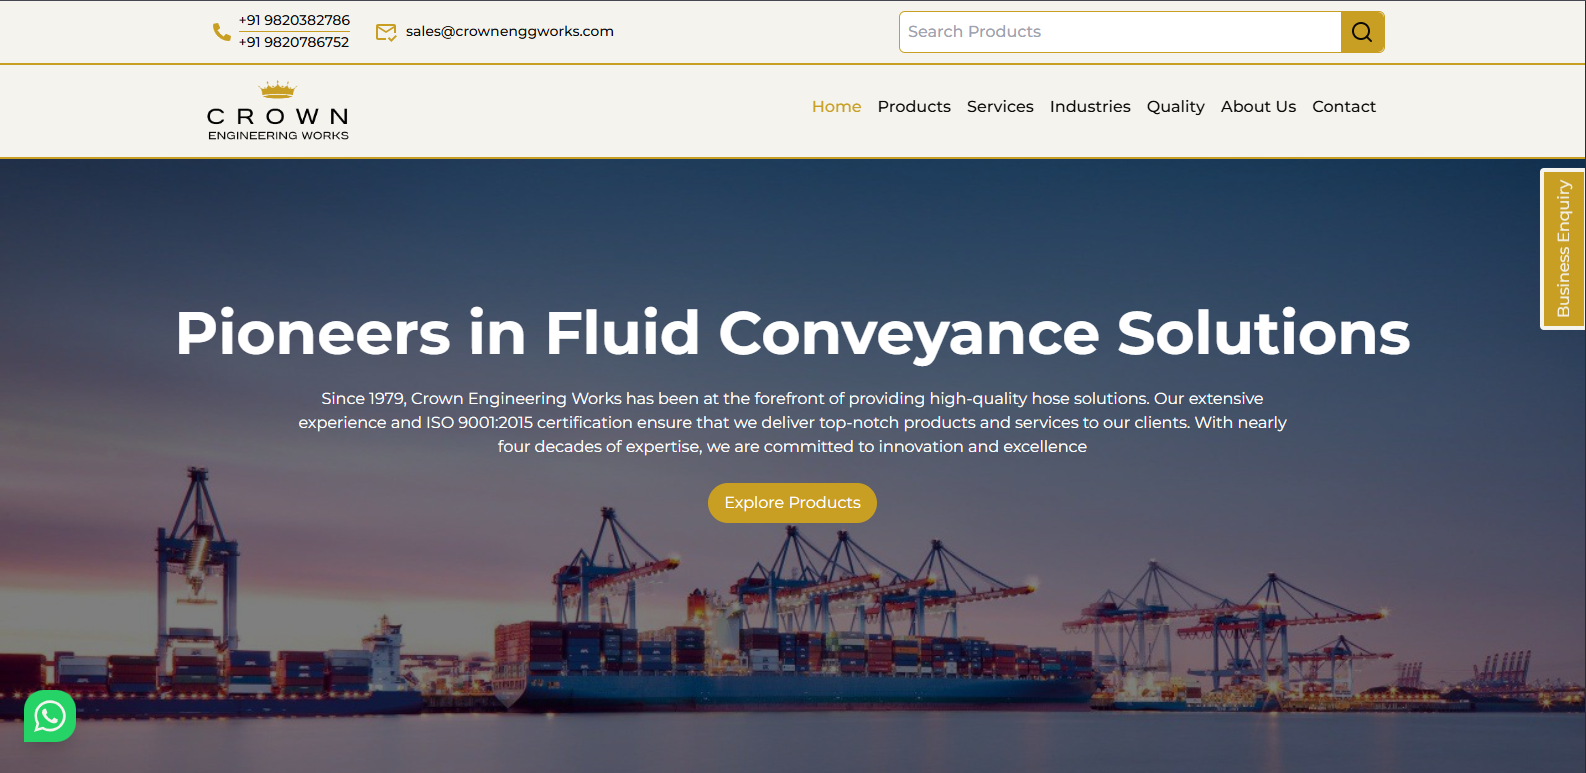 +91 9820382786
+91 9820786752
sales@crownenggworks.com
Search Products
CROWN
ENGINEERING WORKS
Home Products Services Industries Quality About Us Contact
Business Enquiry
Pioneers in Fluid Conveyance Solutions
Since 1979, Crown Engineering Works has been at the forefront of providing high-quality hose solutions. Our extensive
experience and ISO 9001:2015 certification ensure that we deliver top-notch products and services to our clients. With nearly
four decades of expertise, we are committed to innovation and excellence
Explore Products